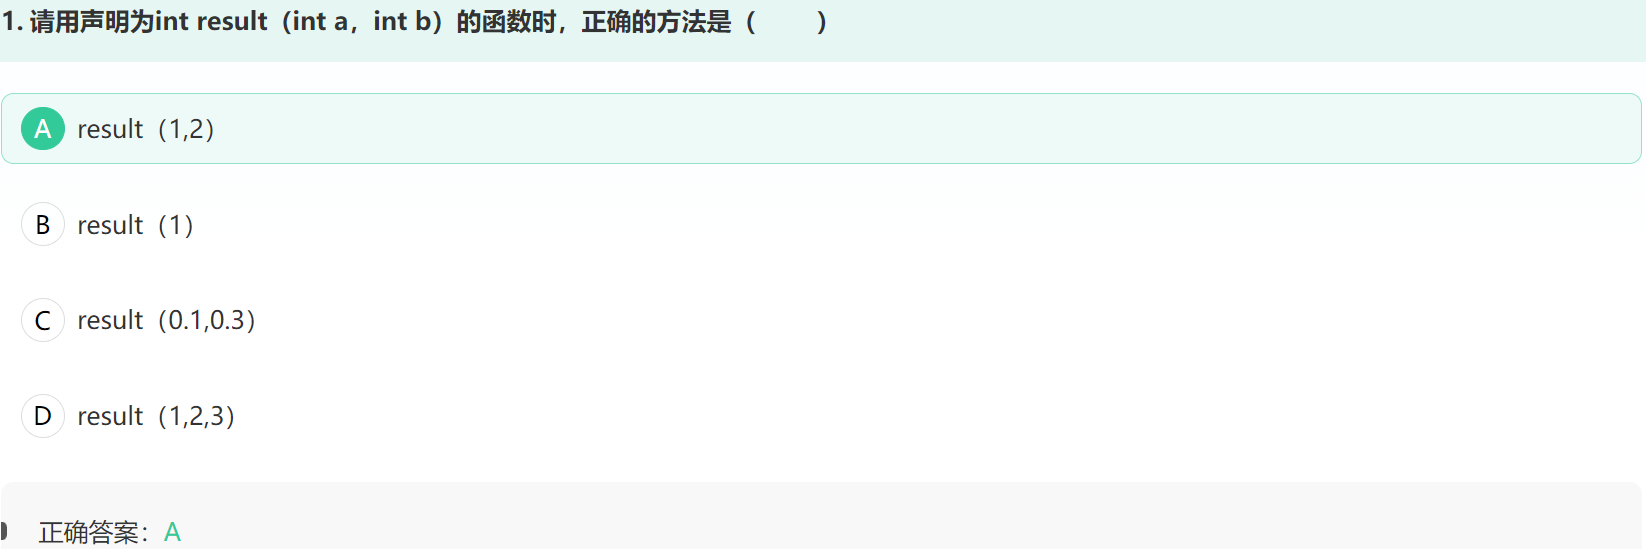 1. 请用声明为int result（int a，int b）的函数时，正确的方法是（　　）
A result（1,2）
B result（1）
C result（0.1,0.3）
D result（1,2,3）
正确答案：A